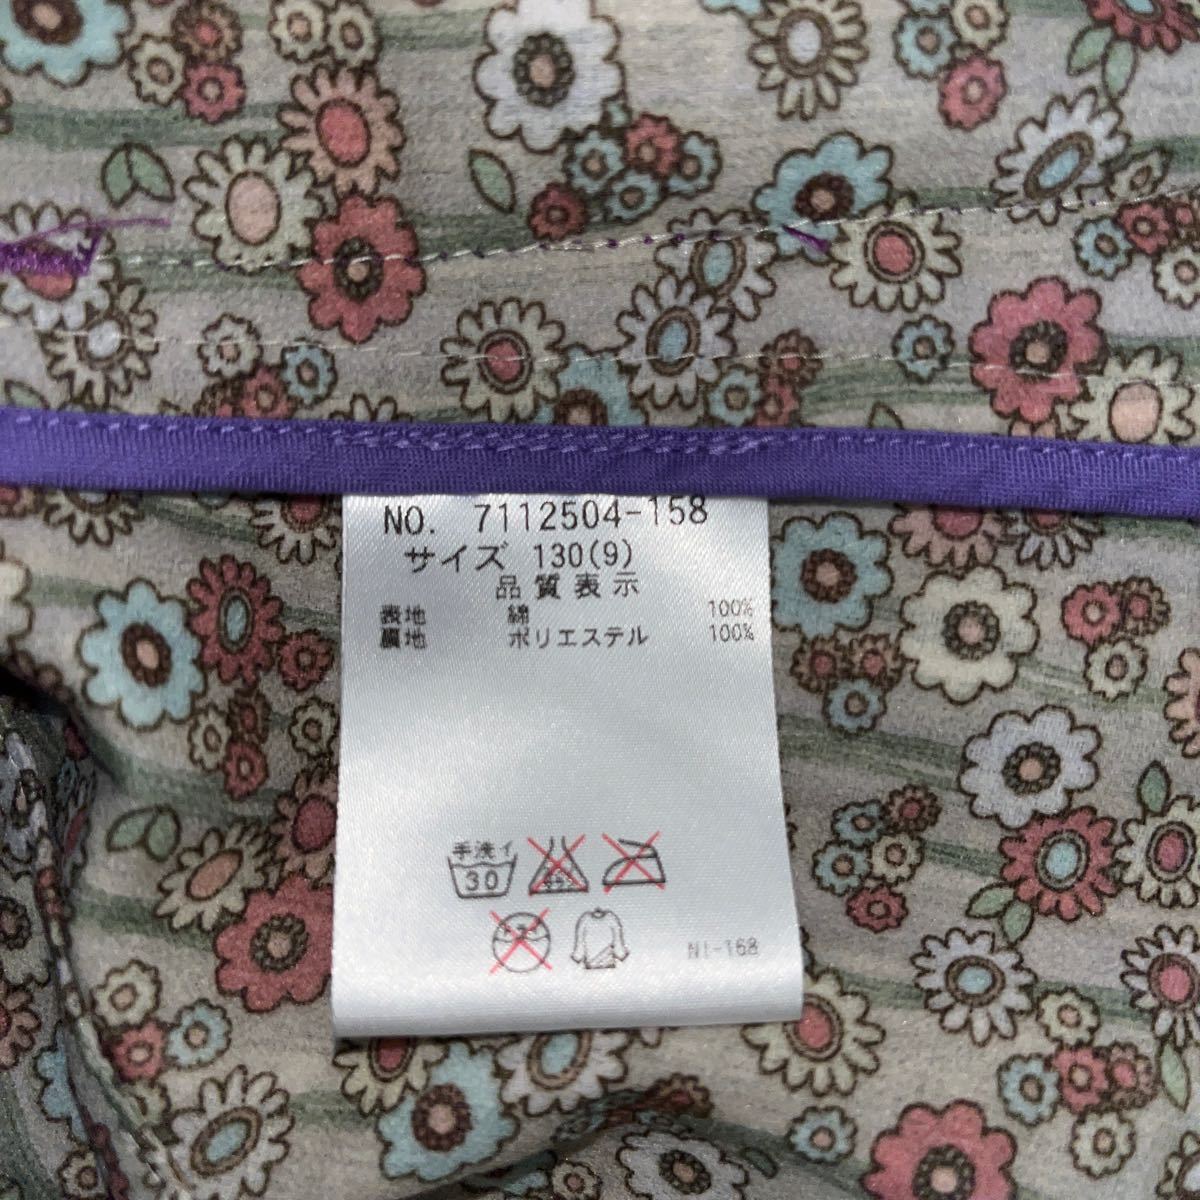 NO. 7112504-158
サイズ 130(9)
品質表示
表地 綿 100%
裏地 ポリエステル 100%
手洗イ
30
NI-168